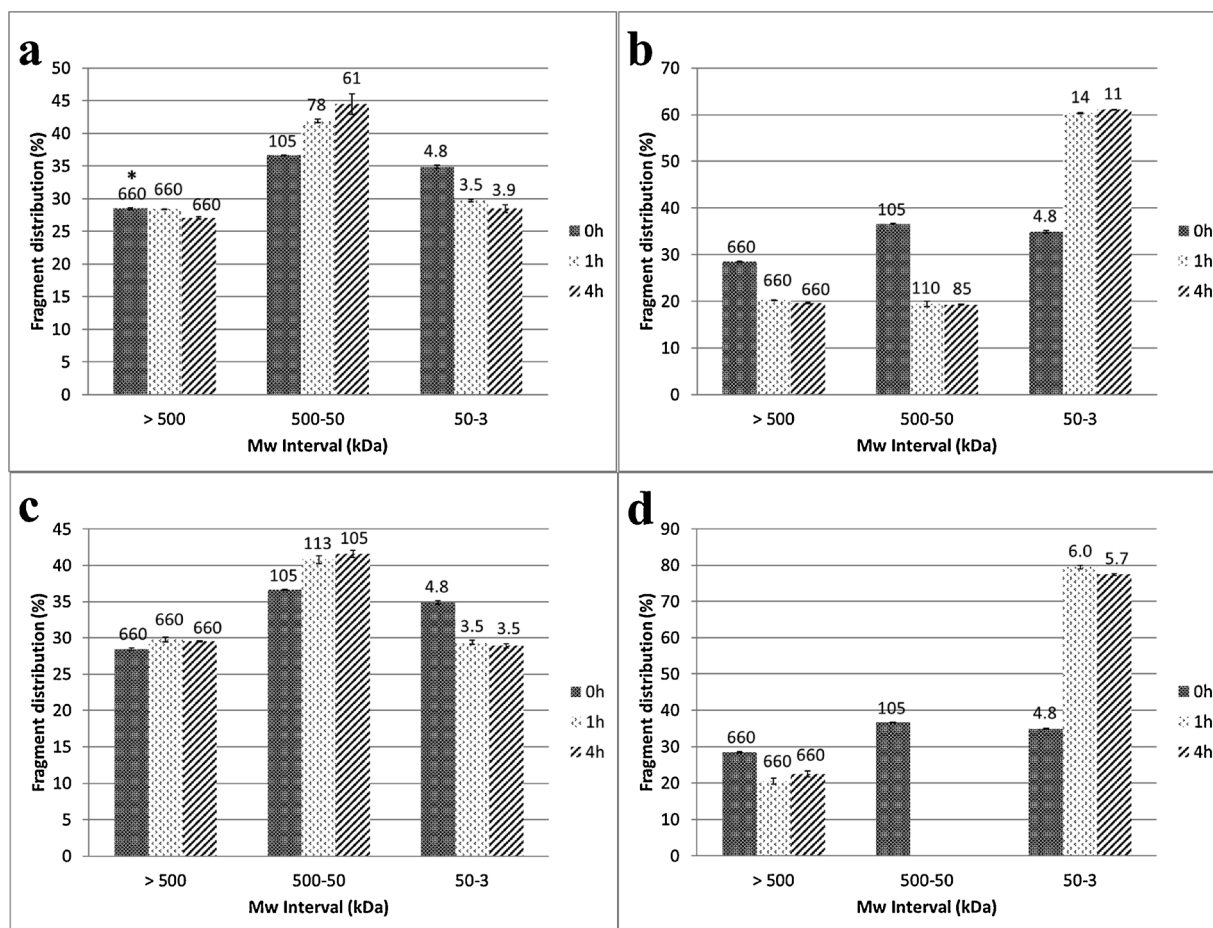 a
Fragment distribution (%)
50
45
40
35
30
25
20
15
10
5
0
*
660 660 660
105 78 61
4.8 3.5 3.9
> 500 500-50 50-3
Mw Interval (kDa)
0h
1h
4h
b
Fragment distribution (%)
70
60
50
40
30
20
10
0
660 660 660
105 110 85
4.8 14 11
> 500 500-50 50-3
Mw Interval (kDa)
0h
1h
4h
c
Fragment distribution (%)
45
40
35
30
25
20
15
10
5
0
660 660 660
105 113 105
4.8 3.5 3.5
> 500 500-50 50-3
Mw Interval (kDa)
0h
1h
4h
d
Fragment distribution (%)
90
80
70
60
50
40
30
20
10
0
660 660 660
105
4.8 6.0 5.7
> 500 500-50 50-3
Mw Interval (kDa)
0h
1h
4h